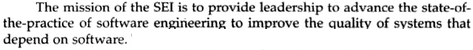 The mission of the SEI is to provide leadership to advance the state-of-
the-practice of software engineering to improve the quality of systems that
depend on software.